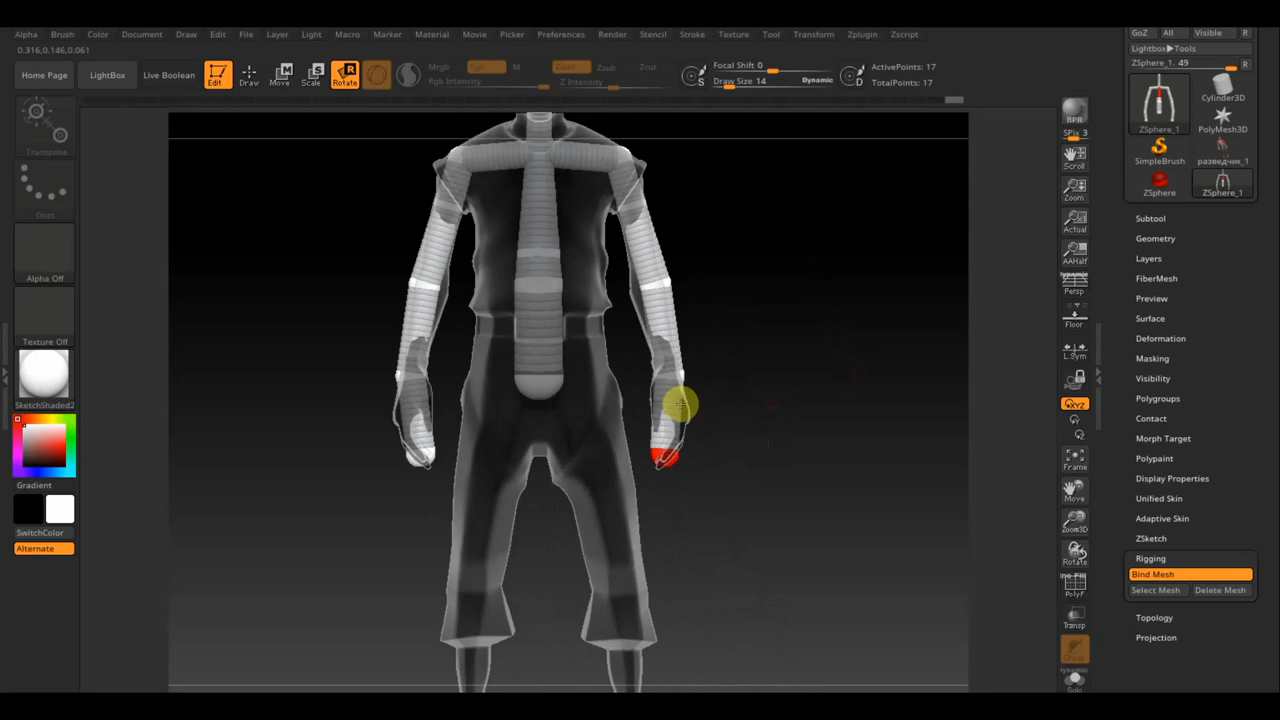 Alpha Brush Color Document Draw Edit File Layer Light Macro Marker Material Movie Picker Preferences Render Stencil Stroke Texture Tool Transform Zplugin Zscript
0.316,0.146,0.061
Home Page LightBox Live Boolean Edit Draw Move Scale Rotate
M S R
Mrgb Rgb M
Rgb Intensity
Zadd Zsub Zcut
Z Intensity
S
Focal Shift 0
Draw Size 14 Dynamic
D
ActivePoints: 17
TotalPoints: 17
Transpose
Dots
Alpha Off
Texture Off
SketchShaded2
Gradient
SwitchColor
Alternate
BPR
SPix 3
Scroll
Zoom
Actual
AAHalf
Dynamic
Persp
Floor
L.Sym
XYZ
Y
Z
Frame
Move
Zoom3D
Rotate
Line Fill
PolyF
Transp
Ghost
Dynamic
Solo
GoZ All Visible R
Lightbox▶Tools
ZSphere_1. 49 R
ZSphere_1 Cylinder3D
PolyMesh3D
SimpleBrush разведчик_1
ZSphere ZSphere_1
Subtool
Geometry
Layers
FiberMesh
Preview
Surface
Deformation
Masking
Visibility
Polygroups
Contact
Morph Target
Polypaint
Display Properties
Unified Skin
Adaptive Skin
ZSketch
Rigging
Bind Mesh
Select Mesh Delete Mesh
Topology
Projection